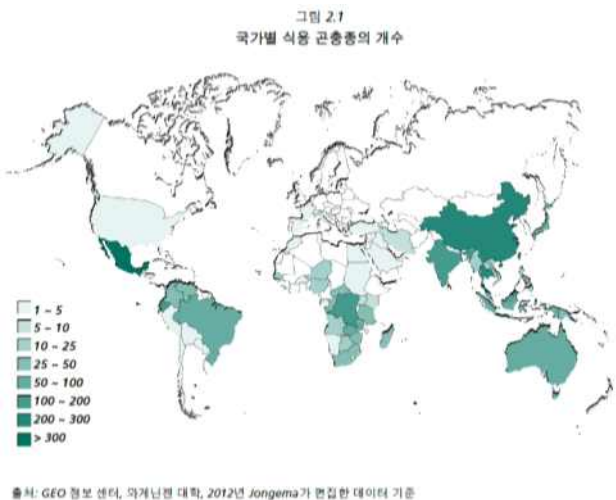 그림 2.1
국가별 식용 곤충종의 개수
1 – 5
5 – 10
10 – 25
25 – 50
50 – 100
100 – 200
200 – 300
> 300
출처: GEO 정보 센터, 와게닌겐 대학, 2012년 Jongema가 편집한 데이터 기준